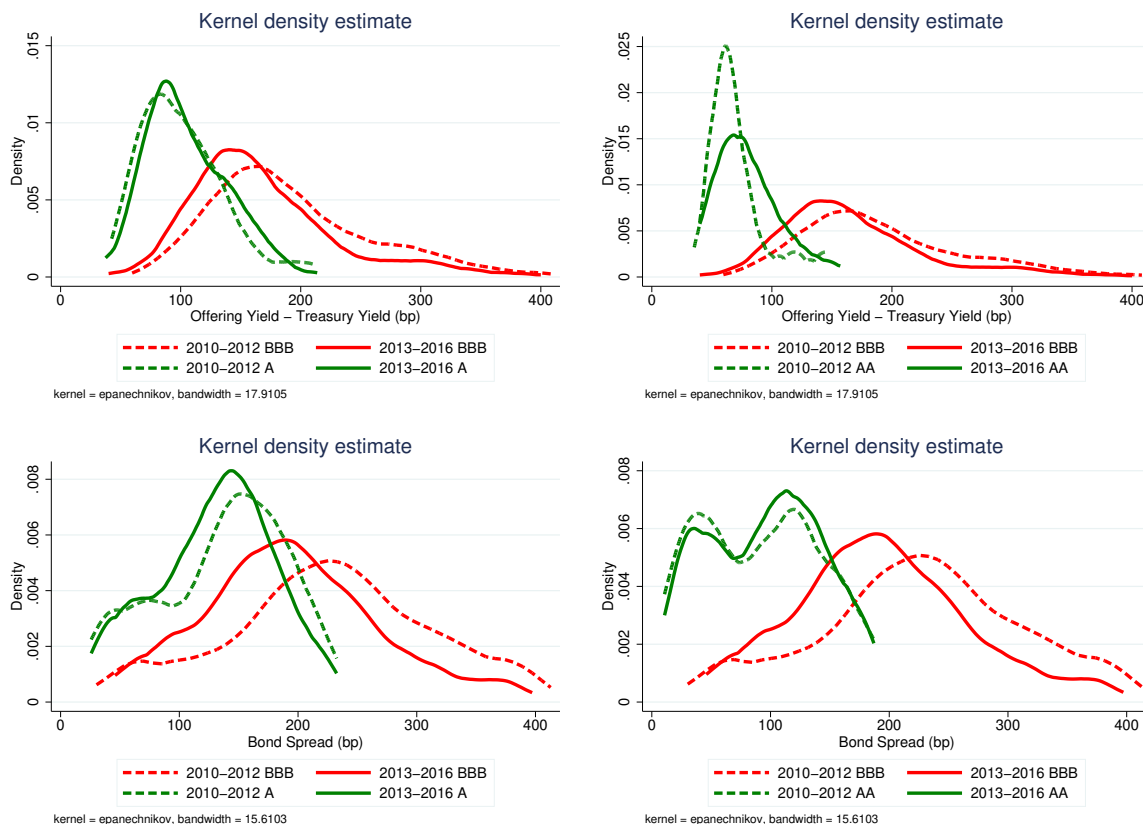 Kernel density estimate
.015
.01
.005
0
Density
0 100 200 300 400
Offering Yield − Treasury Yield (bp)
2010−2012 BBB 2013−2016 BBB
2010−2012 A 2013−2016 A
kernel = epanechnikov, bandwidth = 17.9105
Kernel density estimate
.025
.02
.015
.01
.005
0
Density
0 100 200 300 400
Offering Yield − Treasury Yield (bp)
2010−2012 BBB 2013−2016 BBB
2010−2012 AA 2013−2016 AA
kernel = epanechnikov, bandwidth = 17.9105
Kernel density estimate
.008
.006
.004
.002
0
Density
0 100 200 300 400
Bond Spread (bp)
2010−2012 BBB 2013−2016 BBB
2010−2012 A 2013−2016 A
kernel = epanechnikov, bandwidth = 15.6103
Kernel density estimate
.008
.006
.004
.002
0
Density
0 100 200 300 400
Bond Spread (bp)
2010−2012 BBB 2013−2016 BBB
2010−2012 AA 2013−2016 AA
kernel = epanechnikov, bandwidth = 15.6103